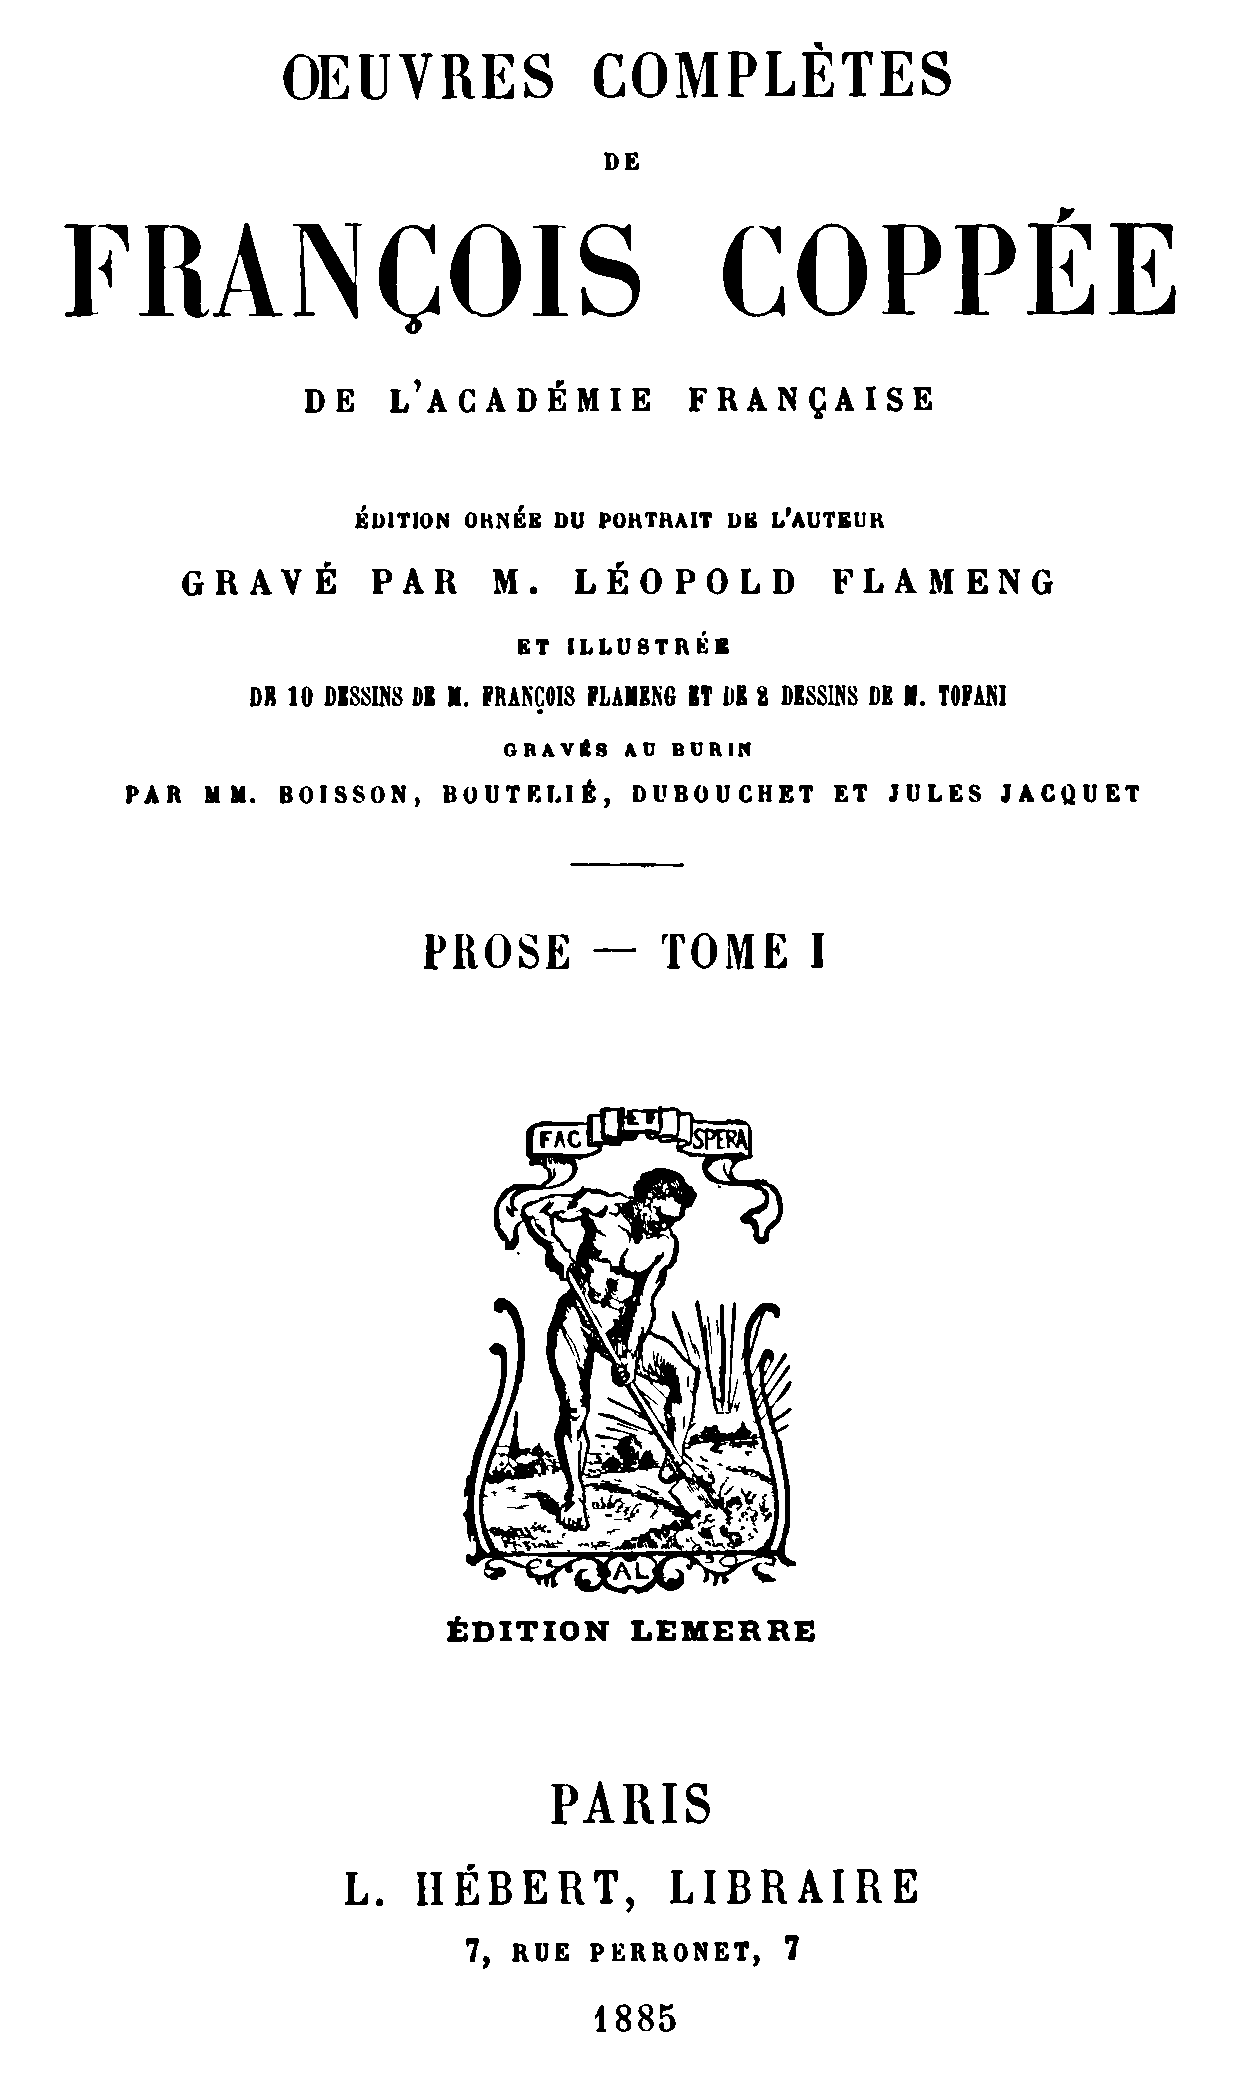 OEUVRES COMPLÈTES
DE
FRANÇOIS COPPÉE
DE L'ACADÉMIE FRANÇAISE
ÉDITION ORNÉE DU PORTRAIT DE L'AUTEUR
GRAVÉ PAR M. LÉOPOLD FLAMENG
ET ILLUSTRÉE
DE 10 DESSINS DE M. FRANÇOIS FLAMENG ET DE 2 DESSINS DE M. TOFANI
GRAVÉS AU BURIN
PAR MM. BOISSON, BOUTELIÉ, DUBOUCHET ET JULES JACQUET
PROSE — TOME I
FAC ET SPERA
AL
ÉDITION LEMERRE
PARIS
L. HÉBERT, LIBRAIRE
7, RUE PERRONET, 7
1885